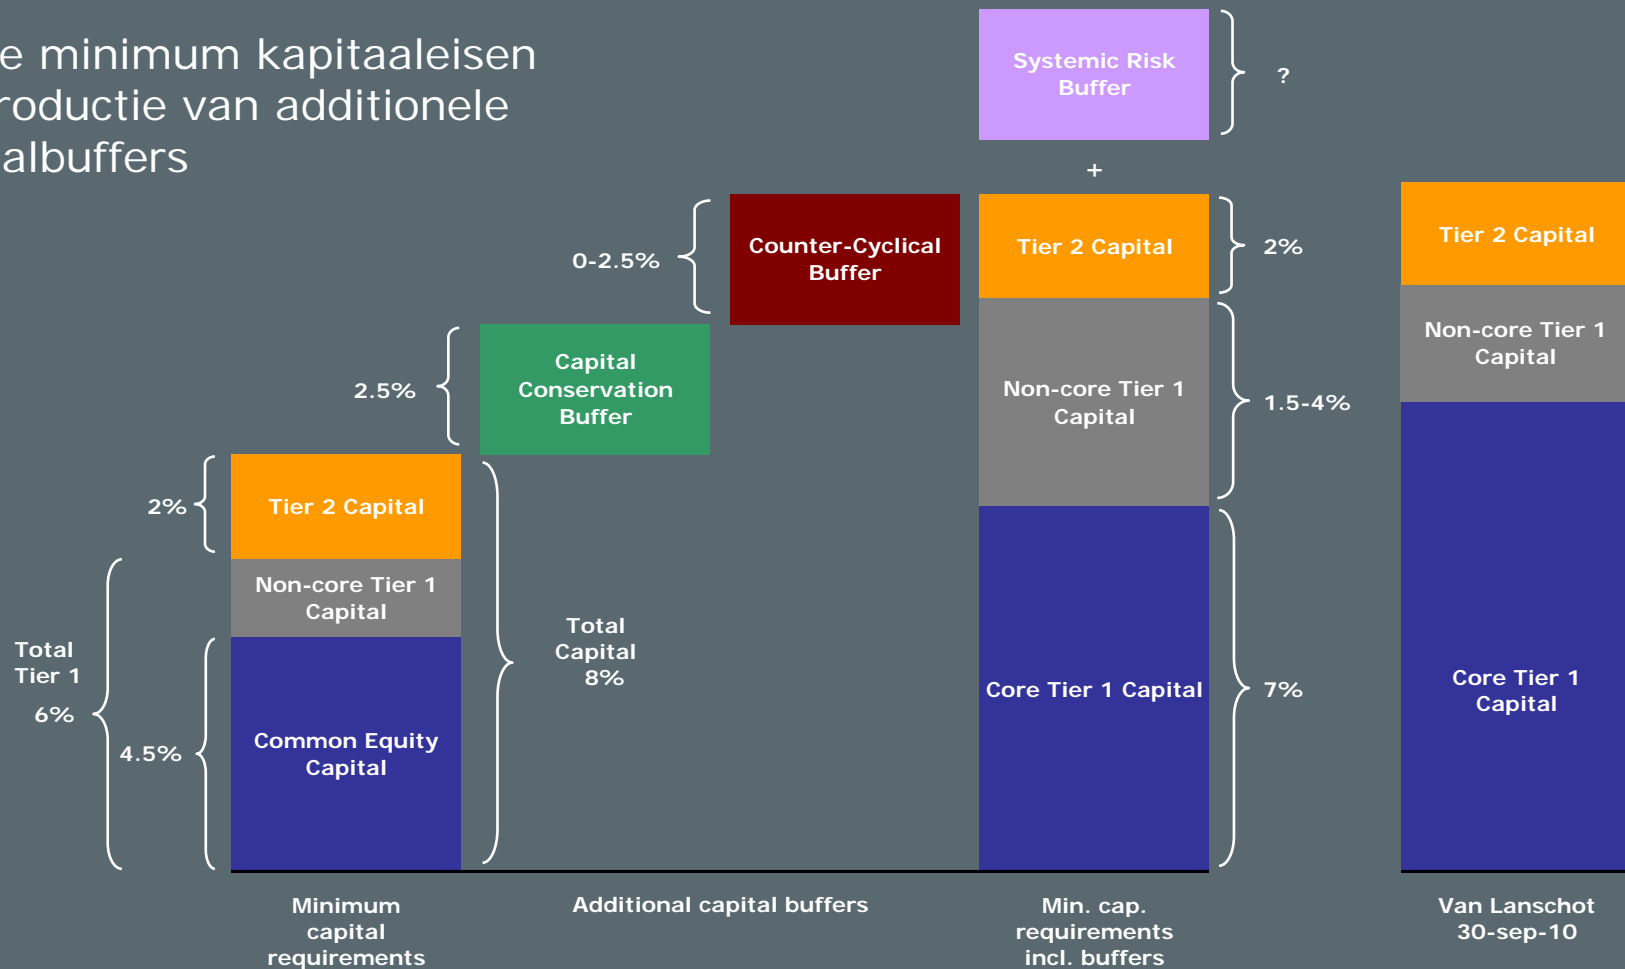 e minimum kapitaaleisen
roductie van additionele
albuffers
Systemic Risk
Buffer
?
+
0-2.5%
Counter-Cyclical
Buffer
Tier 2 Capital
2%
Tier 2 Capital
2.5%
Capital
Conservation
Buffer
Non-core Tier 1
Capital
1.5-4%
Non-core Tier 1
Capital
2%
Tier 2 Capital
Non-core Tier 1
Capital
Total
Tier 1
6%
4.5%
Common Equity
Capital
Total
Capital
8%
Core Tier 1 Capital
7%
Core Tier 1
Capital
Minimum
capital
requirements
Additional capital buffers
Min. cap.
requirements
incl. buffers
Van Lanschot
30-sep-10